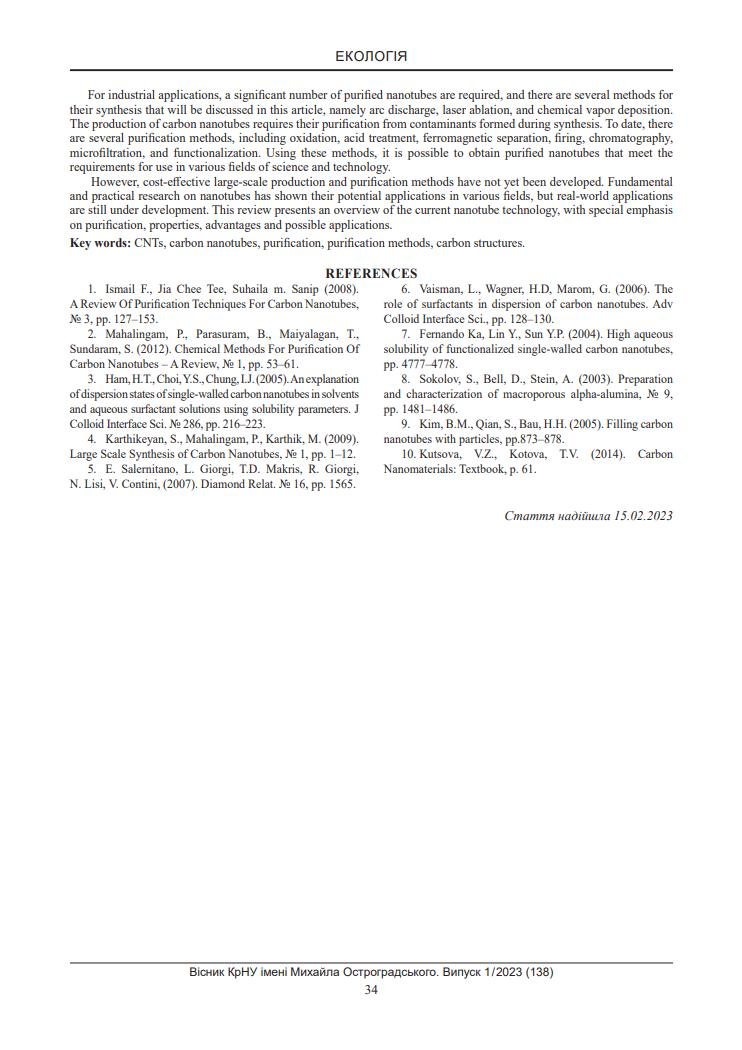 ЕКОЛОГІЯ
For industrial applications, a significant number of purified nanotubes are required, and there are several methods for
their synthesis that will be discussed in this article, namely arc discharge, laser ablation, and chemical vapor deposition.
The production of carbon nanotubes requires their purification from contaminants formed during synthesis. To date, there
are several purification methods, including oxidation, acid treatment, ferromagnetic separation, firing, chromatography,
microfiltration, and functionalization. Using these methods, it is possible to obtain purified nanotubes that meet the
requirements for use in various fields of science and technology.
However, cost-effective large-scale production and purification methods have not yet been developed. Fundamental
and practical research on nanotubes has shown their potential applications in various fields, but real-world applications
are still under development. This review presents an overview of the current nanotube technology, with special emphasis
on purification, properties, advantages and possible applications.
Key words: CNTs, carbon nanotubes, purification, purification methods, carbon structures.
REFERENCES
1. Ismail F., Jia Chee Tee, Suhaila m. Sanip (2008).
A Review Of Purification Techniques For Carbon Nanotubes,
№ 3, pp. 127–153.
2. Mahalingam, P., Parasuram, B., Maiyalagan, T.,
Sundaram, S. (2012). Chemical Methods For Purification Of
Carbon Nanotubes – A Review, № 1, pp. 53–61.
3. Ham, H.T., Choi, Y.S., Chung, I.J. (2005). An explanation
of dispersion states of single-walled carbon nanotubes in solvents
and aqueous surfactant solutions using solubility parameters. J
Colloid Interface Sci. № 286, pp. 216–223.
4. Karthikeyan, S., Mahalingam, P., Karthik, M. (2009).
Large Scale Synthesis of Carbon Nanotubes, № 1, pp. 1–12.
5. E. Salernitano, L. Giorgi, T.D. Makris, R. Giorgi,
N. Lisi, V. Contini, (2007). Diamond Relat. № 16, pp. 1565.
6. Vaisman, L., Wagner, H.D, Marom, G. (2006). The
role of surfactants in dispersion of carbon nanotubes. Adv
Colloid Interface Sci., pp. 128–130.
7. Fernando Ka, Lin Y., Sun Y.P. (2004). High aqueous
solubility of functionalized single-walled carbon nanotubes,
pp. 4777–4778.
8. Sokolov, S., Bell, D., Stein, A. (2003). Preparation
and characterization of macroporous alpha-alumina, № 9,
pp. 1481–1486.
9. Kim, B.M., Qian, S., Bau, H.H. (2005). Filling carbon
nanotubes with particles, pp.873–878.
10. Kutsova, V.Z., Kotova, T.V. (2014). Carbon
Nanomaterials: Textbook, p. 61.
Стаття надійшла 15.02.2023
Вісник КрНУ імені Михайла Остроградського. Випуск 1/2023 (138)
34